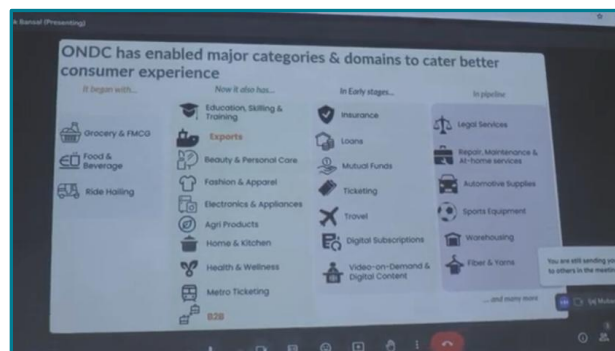 Bansal (Presenting)
ONDC has enabled major categories & domains to cater better
consumer experience
It began with...
Grocery & FMCG
Food &
Beverage
Ride Hailing
Now it also has...
Education, Skilling &
Training
Exports
Beauty & Personal Care
Fashion & Apparel
Electronics & Appliances
Agri Products
Home & Kitchen
Health & Wellness
Metro Ticketing
B2B
In Early stages...
Insurance
Loans
Mutual Funds
Ticketing
Travel
Digital Subscriptions
Video-on-Demand &
Digital Content
In pipeline
Legal Services
Repair, Maintenance &
At-home services
Automotive Supplies
Sports Equipment
Warehousing
Fiber & Yarns
....and many more
You are still sending
to others in the